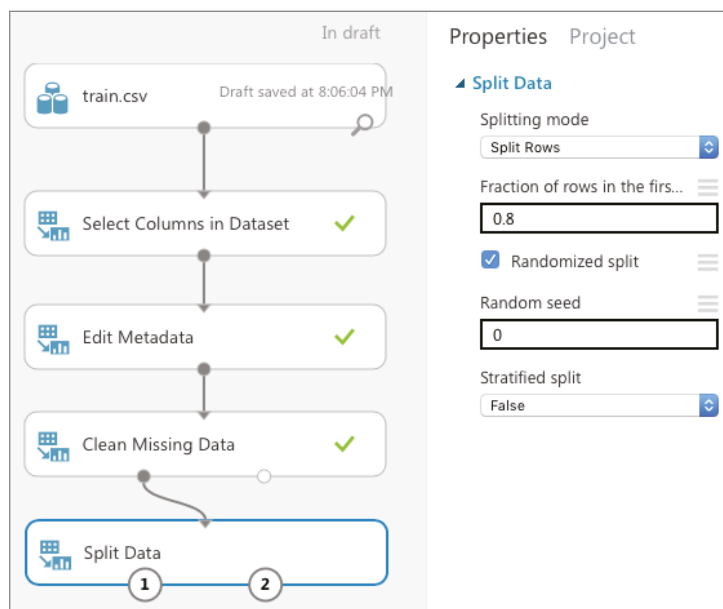 In draft
train.csv
Draft saved at 8:06:04 PM
Select Columns in Dataset
Edit Metadata
Clean Missing Data
Split Data
1 2
Properties Project
Split Data
Splitting mode
Split Rows
Fraction of rows in the firs...
0.8
Randomized split
Random seed
0
Stratified split
False